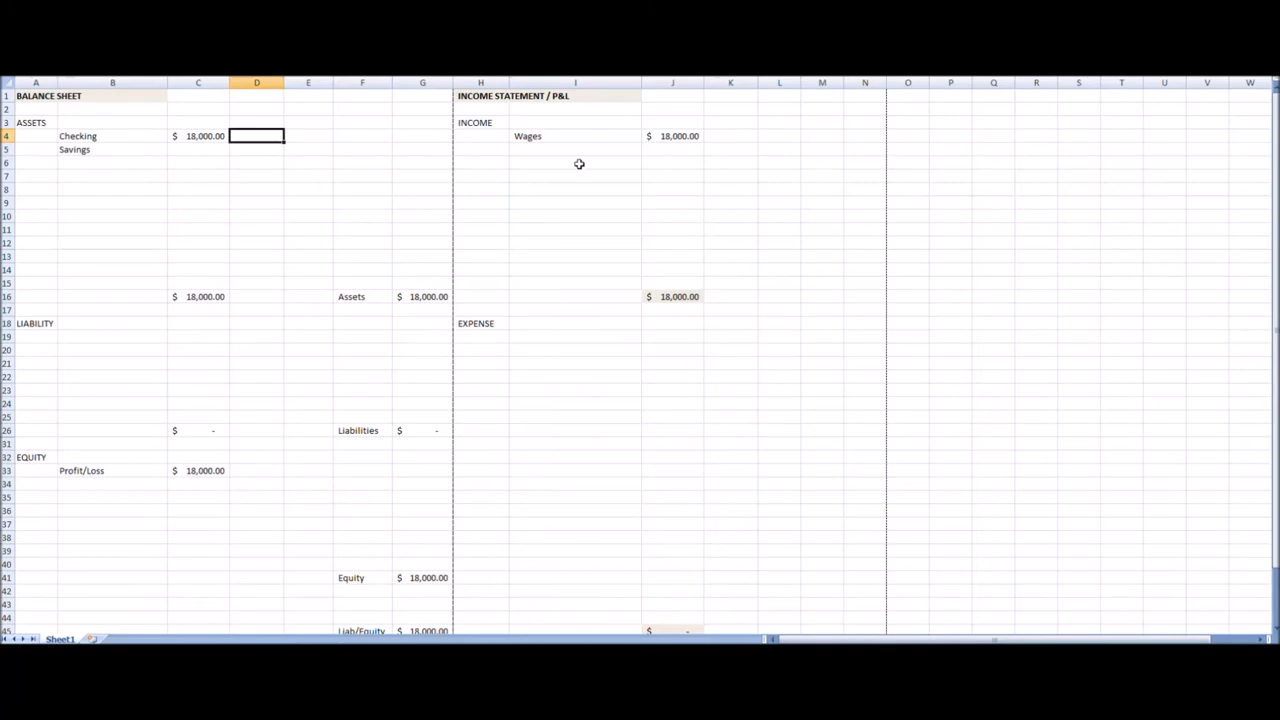 A B C D E F G H I J K L M N O P Q R S T U V W
1 BALANCE SHEET INCOME STATEMENT / P&L
2
3 ASSETS INCOME
4 Checking $ 18,000.00 Wages $ 18,000.00
5 Savings
6
7
8
9
10
11
12
13
14
15
16 $ 18,000.00 Assets $ 18,000.00 $ 18,000.00
17
18 LIABILITY EXPENSE
19
20
21
22
23
24
25
26 $ - Liabilities $ -
31
32 EQUITY
33 Profit/Loss $ 18,000.00
34
35
36
37
38
39
40
41 Equity $ 18,000.00
42
43
44
45 Liab/Equity $ 18,000.00 $ -
Sheet1